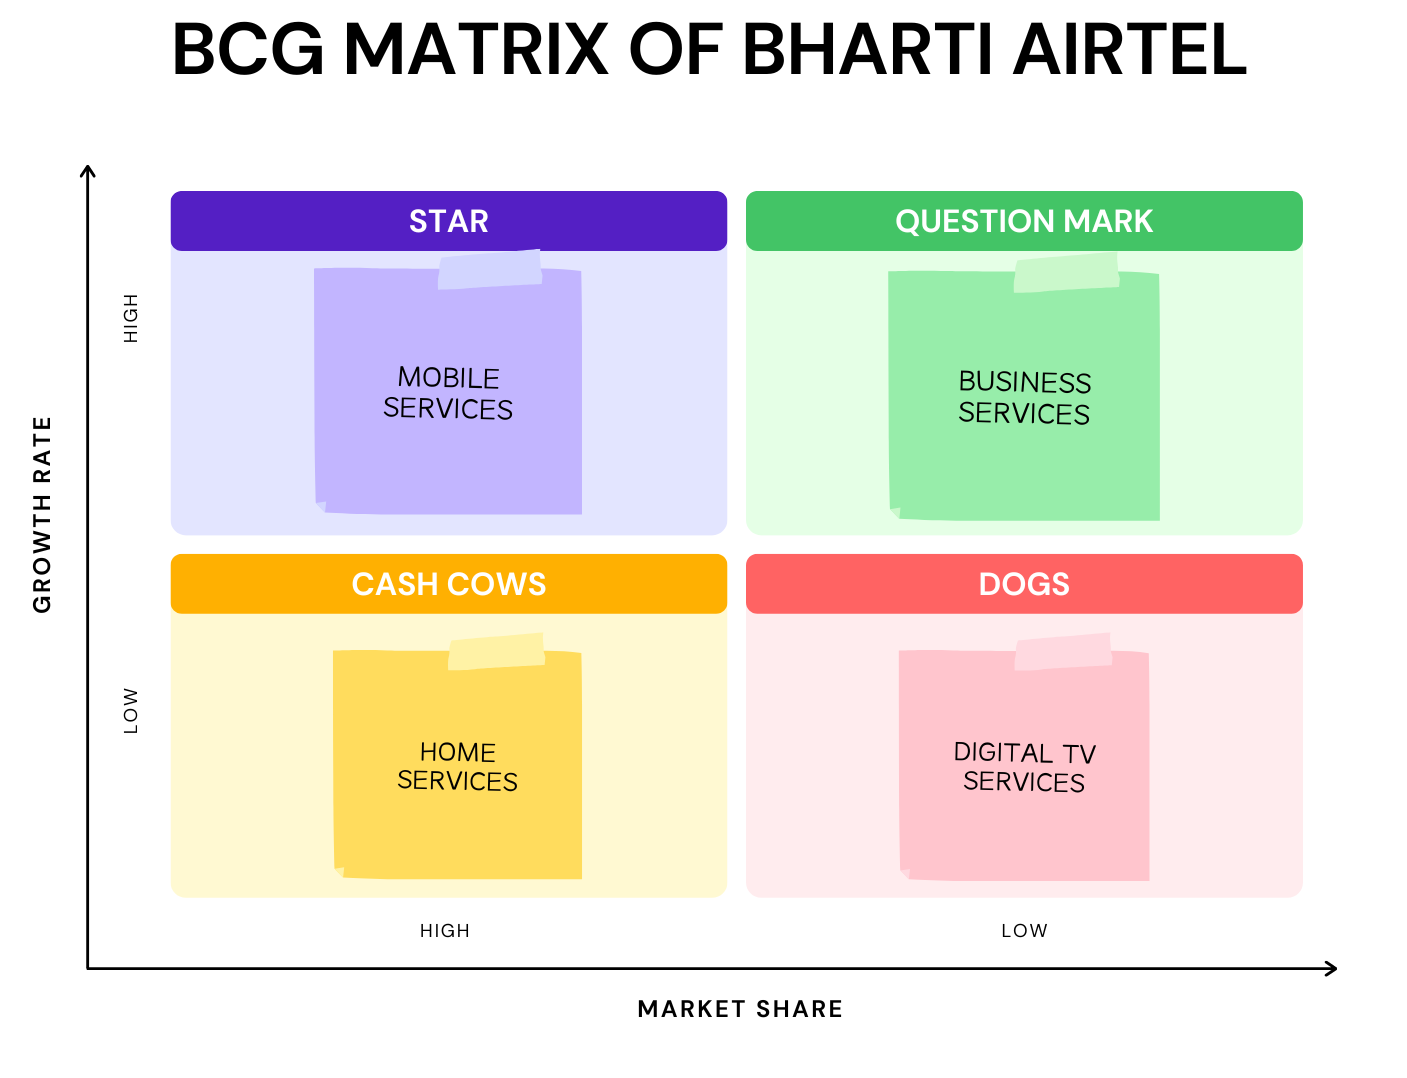 BCG MATRIX OF BHARTI AIRTEL
STAR
QUESTION MARK
HIGH
MOBILE
SERVICES
BUSINESS
SERVICES
GROWTH RATE
CASH COWS
DOGS
LOW
HOME
SERVICES
DIGITAL TV
SERVICES
HIGH
LOW
MARKET SHARE